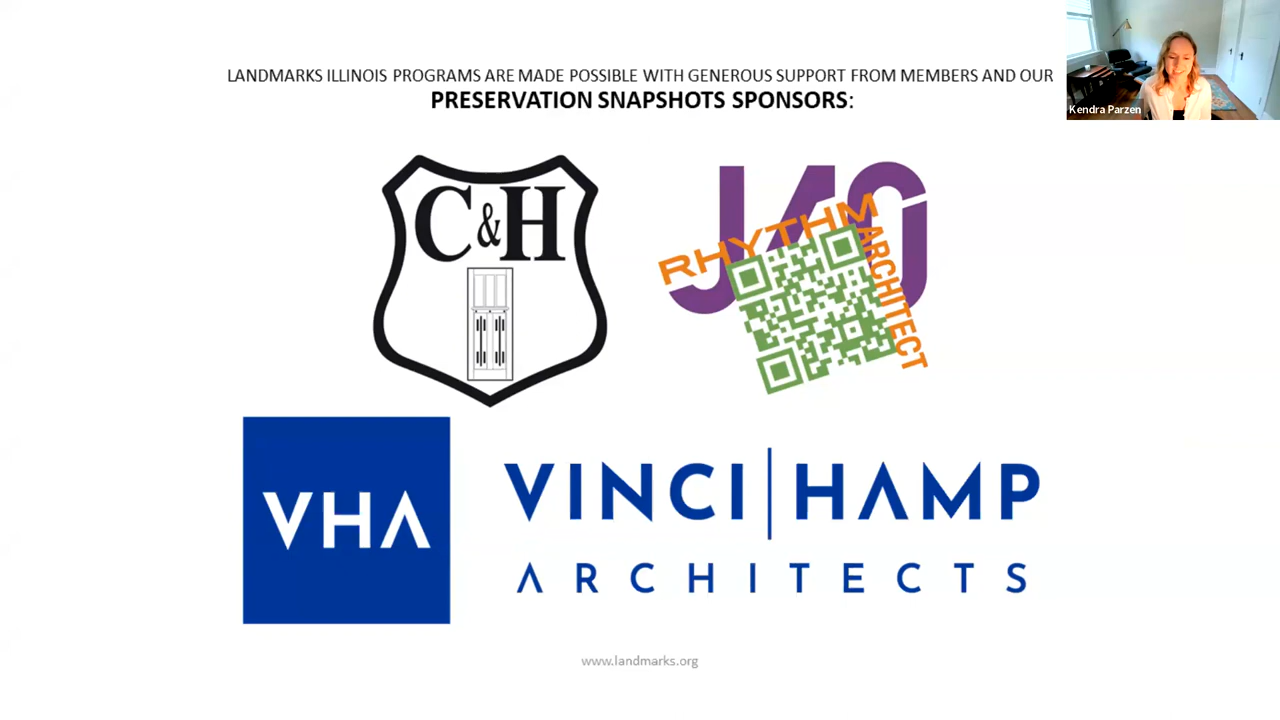 LANDMARKS ILLINOIS PROGRAMS ARE MADE POSSIBLE WITH GENEROUS SUPPORT FROM MEMBERS AND OUR
PRESERVATION SNAPSHOTS SPONSORS:
Kendra Parzen
C&H
J40
RHYTHM
ARCHITECT
VHA
VINCI|HAMP
ARCHITECTS
www.landmarks.org